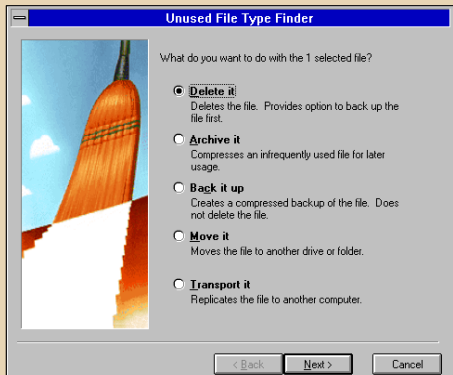 Unused File Type Finder
What do you want to do with the 1 selected file?
Delete it
Deletes the file. Provides option to back up the
file first.
Archive it
Compresses an infrequently used file for later
usage.
Back it up
Creates a compressed backup of the file. Does
not delete the file.
Move it
Moves the file to another drive or folder.
Transport it
Replicates the file to another computer.
< Back Next > Cancel